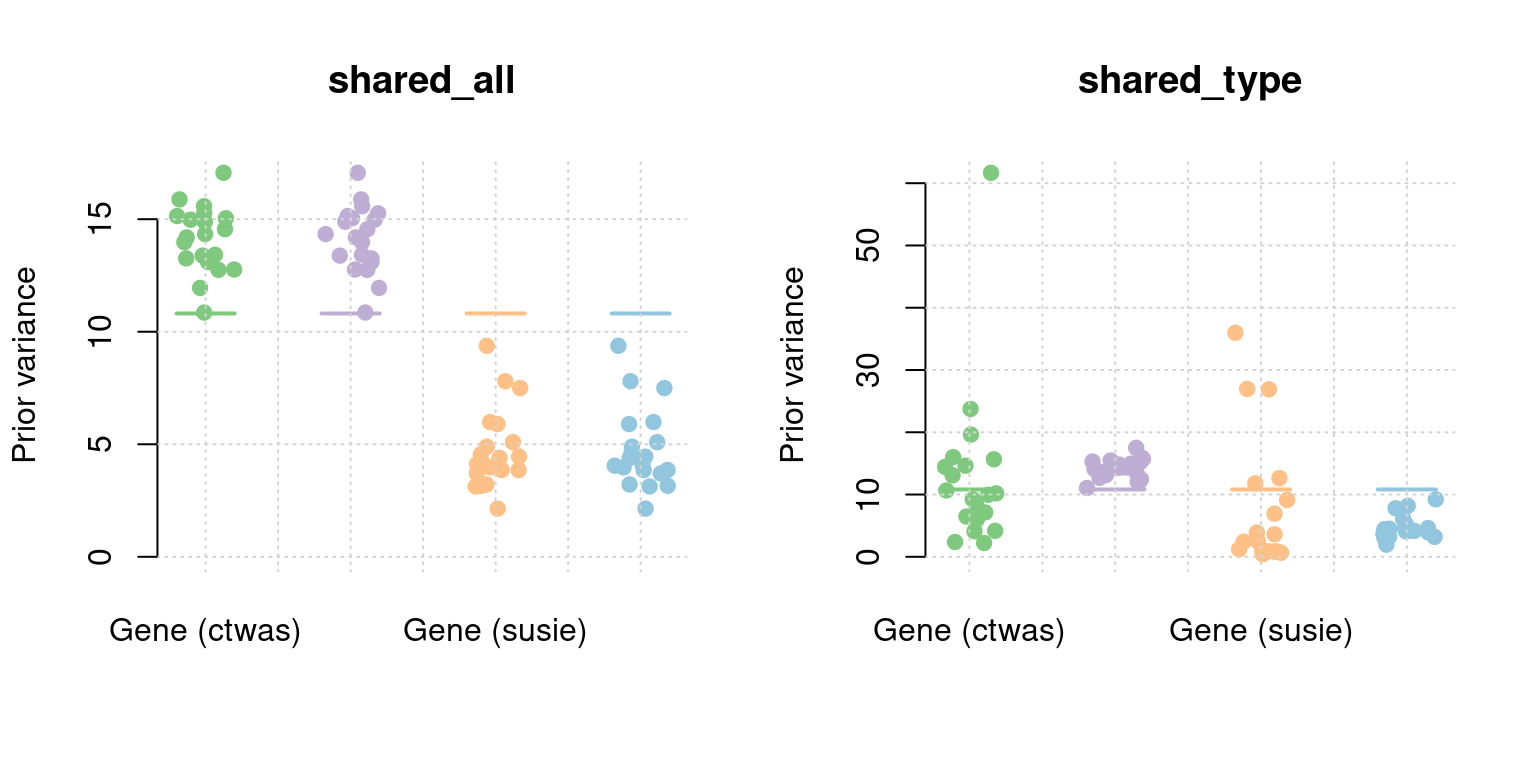 shared_all
Prior variance
15
10
5
0
Gene (ctwas) Gene (susie)
shared_type
Prior variance
50
30
10
0
Gene (ctwas) Gene (susie)